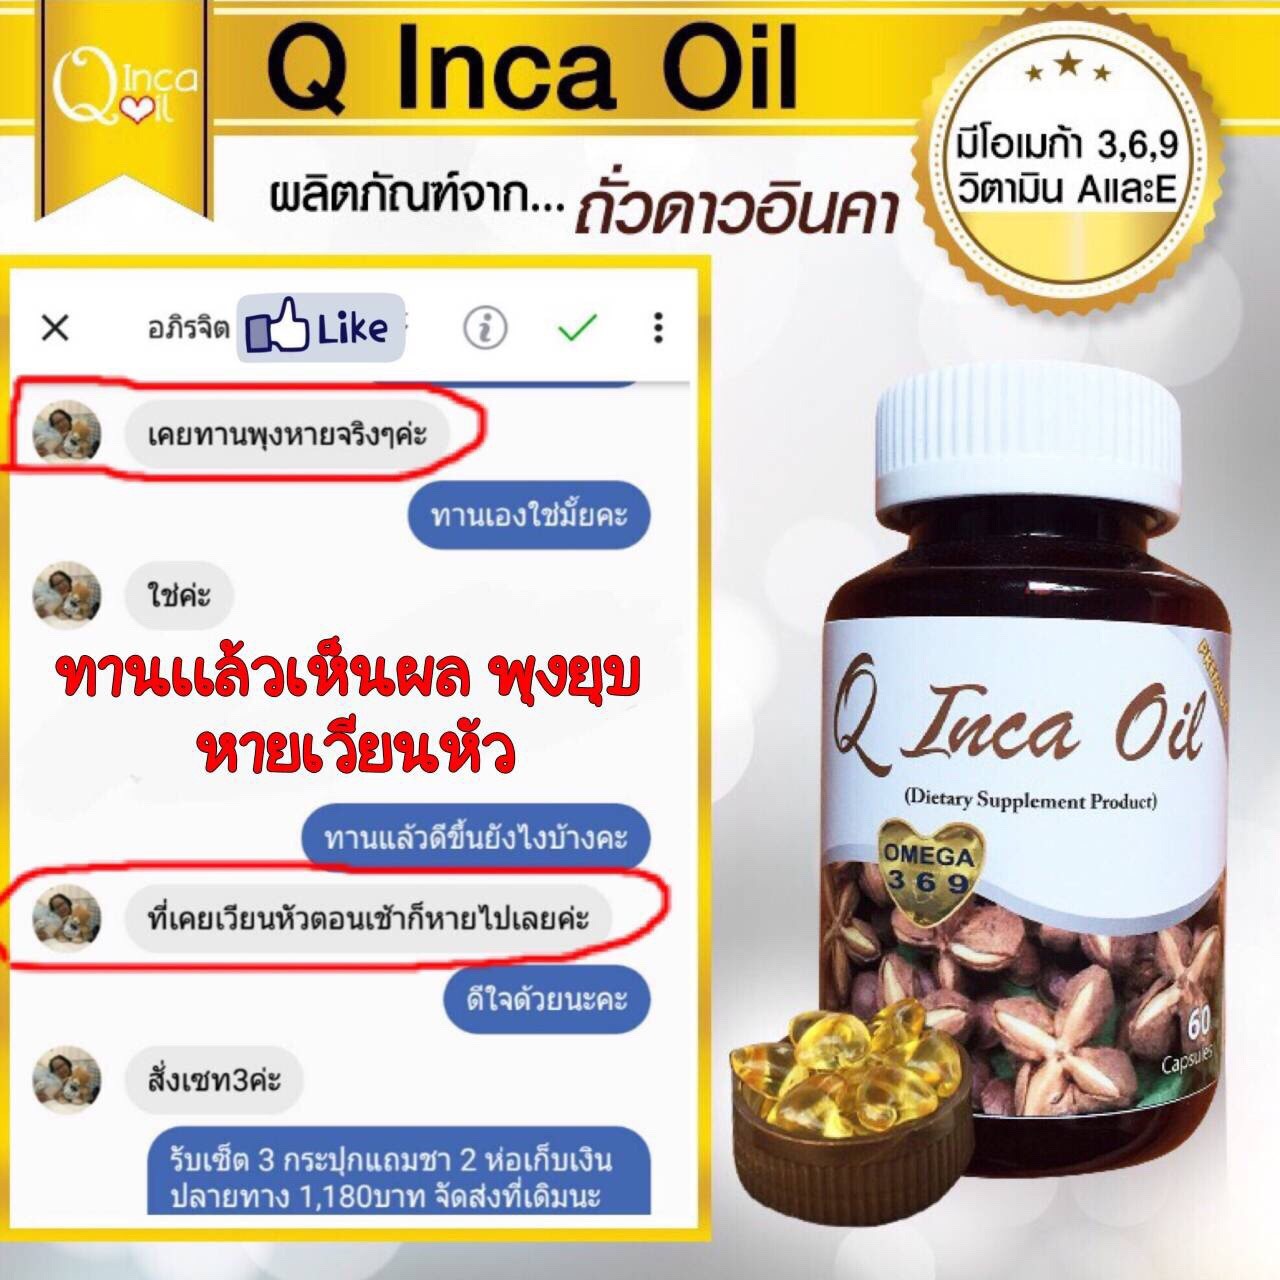 Q Inca Oil
Q Inca Oil
มีโอเมก้า 3,6,9
วิตามิน AและE
ผลิตภัณฑ์จาก... ถั่วดาวอินคา
อภิรจิต Like
เคยทานพุงหายจริงๆค่ะ
ทานเองใช่มั้ยคะ
ใช่ค่ะ
ทานแล้วเห็นผล พุงยุบ
หายเวียนหัว
ทานแล้วดีขึ้นยังไงบ้างคะ
ที่เคยเวียนหัวตอนเช้าก็หายไปเลยค่ะ
ดีใจด้วยนะคะ
สั่งเซท3ค่ะ
รับเซ็ต 3 กระปุกแถมชา 2 ห่อเก็บเงิน
ปลายทาง 1,180บาท จัดส่งที่เดิมนะ
PREMIUM
Q Inca Oil
(Dietary Supplement Product)
OMEGA
3 6 9
60
Capsules